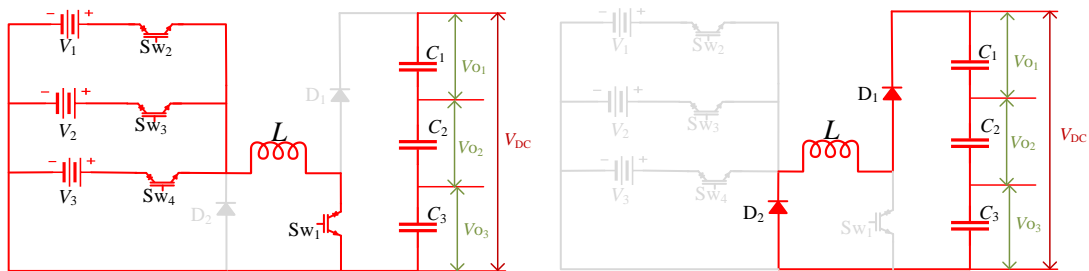 − + V1 Sw2
− + V2 Sw3
− + V3 Sw4
L
D1
D2
Sw1
C1
C2
C3
Vo1
Vo2
Vo3
VDC
− + V1 Sw2
− + V2 Sw3
− + V3 Sw4
L
D1
D2
Sw1
C1
C2
C3
Vo1
Vo2
Vo3
VDC